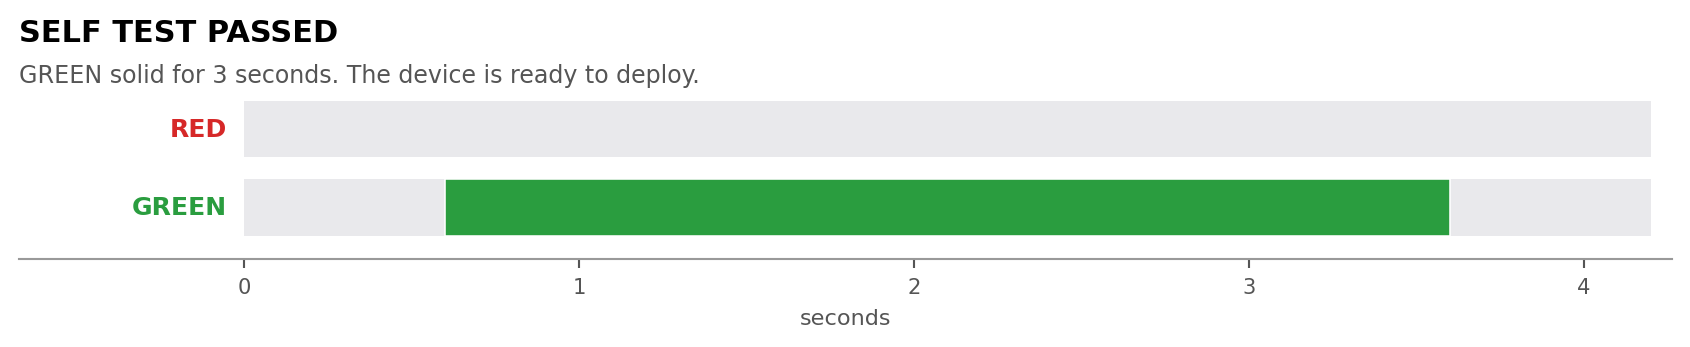 SELF TEST PASSED
GREEN solid for 3 seconds. The device is ready to deploy.
RED
GREEN
0 1 2 3 4
seconds